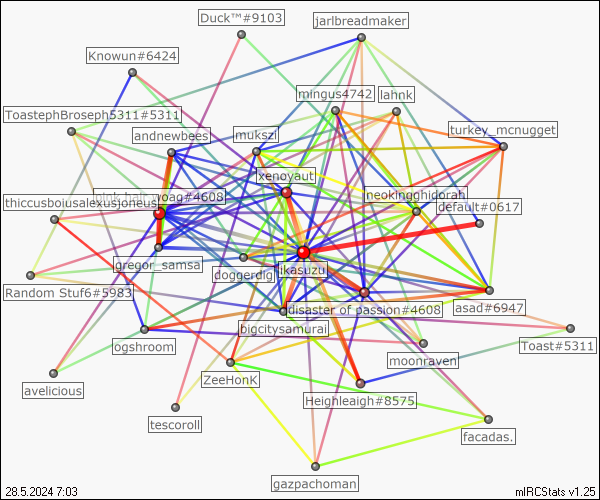 Duck™#9103
jarlbreadmaker
Knowun#6424
mingus4742
lahnk
ToastephBroseph5311#5311
andnewbees
mukszi
turkey_mcnugget
xenoyaut
thiccusboiusalexusjoneus
yoag#4608
neokingghidorah
default#0617
gregor_samsa
doggerdig
ikasuzu
Random Stuf6#5983
disaster of passion#4608
asad#6947
bigcitysamurai
ogshroom
Toast#5311
moonraven
avelicious
ZeeHonK
Heighleaigh#8575
tescoroll
facadas.
gazpachoman
28.5.2024 7:03
mIRCStats v1.25